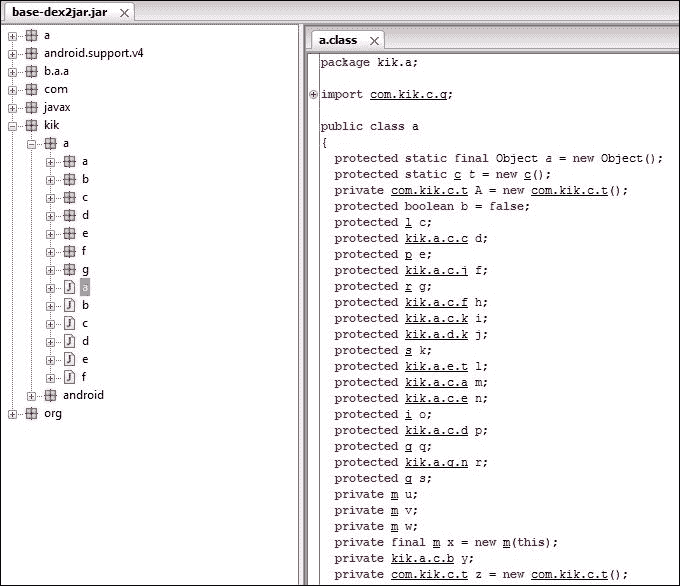 base-dex2jar.jar
a
android.support.v4
b.a.a
com
javax
kik
a
a
b
c
d
e
f
g
a
b
c
d
e
f
android
org
a.class
package kik.a;
import com.kik.c.q;
public class a
{
protected static final Object a = new Object();
protected static c t = new c();
private com.kik.c.t A = new com.kik.c.t();
protected boolean b = false;
protected l c;
protected kik.a.c.c d;
protected p e;
protected kik.a.c.j f;
protected r g;
protected kik.a.c.f h;
protected kik.a.c.k i;
protected kik.a.d.k j;
protected s k;
protected kik.a.e.t l;
protected kik.a.c.a m;
protected kik.a.c.e n;
protected i o;
protected kik.a.c.d p;
protected g q;
protected kik.a.g.n r;
protected g s;
private m u;
private m v;
private m w;
private final m x = new m(this);
private kik.a.c.b y;
private com.kik.c.t z = new com.kik.c.t();